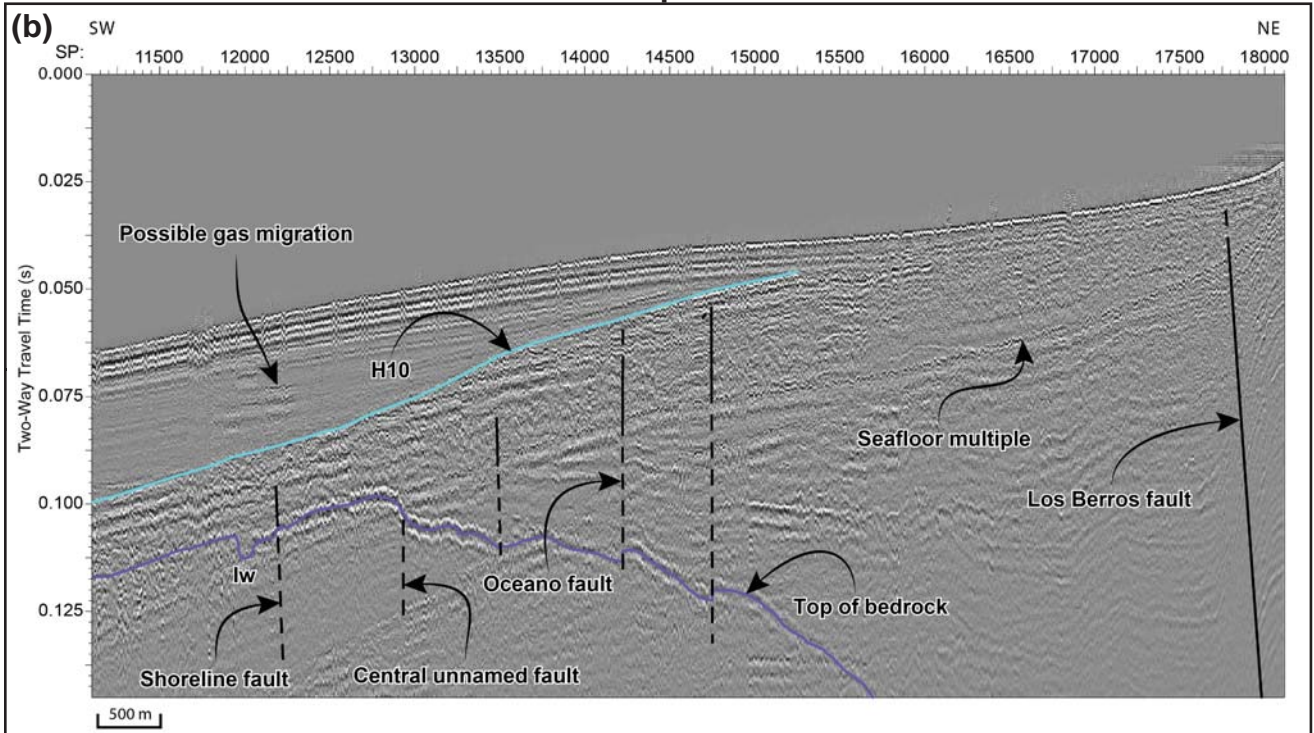 (b)
SW
NE
SP:
11500 12000 12500 13000 13500 14000 14500 15000 15500 16000 16500 17000 17500 18000
0.000
0.025
0.050
0.075
0.100
0.125
Two-Way Travel Time (s)
Possible gas migration
H10
Seafloor multiple
Los Berros fault
Iw
Oceano fault
Top of bedrock
Shoreline fault
Central unnamed fault
500 m